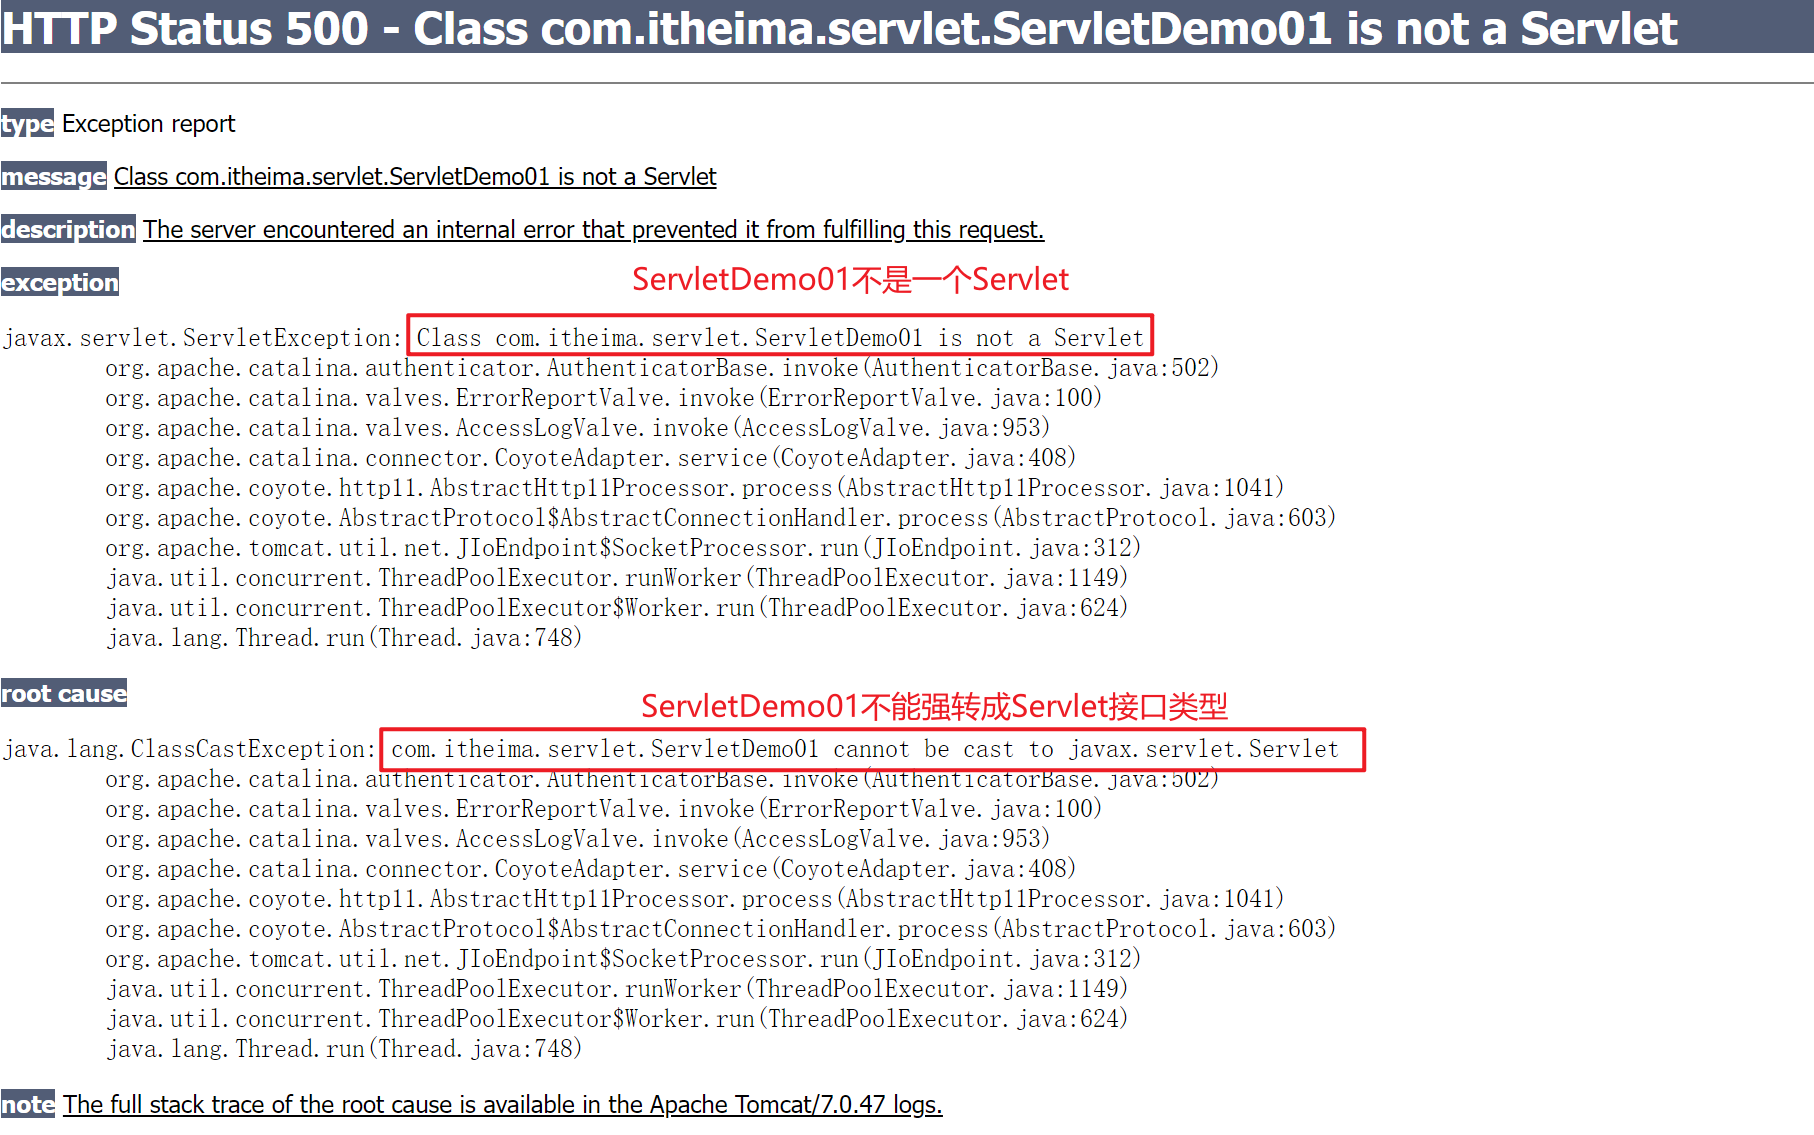 HTTP Status 500 - Class com.itheima.servlet.ServletDemo01 is not a Servlet
type Exception report
message Class com.itheima.servlet.ServletDemo01 is not a Servlet
description The server encountered an internal error that prevented it from fulfilling this request.
exception
ServletDemo01不是一个Servlet
javax.servlet.ServletException: Class com.itheima.servlet.ServletDemo01 is not a Servlet
org.apache.catalina.authenticator.AuthenticatorBase.invoke(AuthenticatorBase.java:502)
org.apache.catalina.valves.ErrorReportValve.invoke(ErrorReportValve.java:100)
org.apache.catalina.valves.AccessLogValve.invoke(AccessLogValve.java:953)
org.apache.catalina.connector.CoyoteAdapter.service(CoyoteAdapter.java:408)
org.apache.coyote.http11.AbstractHttp11Processor.process(AbstractHttp11Processor.java:1041)
org.apache.coyote.AbstractProtocol$AbstractConnectionHandler.process(AbstractProtocol.java:603)
org.apache.tomcat.util.net.JIoEndpoint$SocketProcessor.run(JIoEndpoint.java:312)
java.util.concurrent.ThreadPoolExecutor.runWorker(ThreadPoolExecutor.java:1149)
java.util.concurrent.ThreadPoolExecutor$Worker.run(ThreadPoolExecutor.java:624)
java.lang.Thread.run(Thread.java:748)
root cause
ServletDemo01不能强转成Servlet接口类型
java.lang.ClassCastException: com.itheima.servlet.ServletDemo01 cannot be cast to javax.servlet.Servlet
org.apache.catalina.authenticator.AuthenticatorBase.invoke(AuthenticatorBase.java:502)
org.apache.catalina.valves.ErrorReportValve.invoke(ErrorReportValve.java:100)
org.apache.catalina.valves.AccessLogValve.invoke(AccessLogValve.java:953)
org.apache.catalina.connector.CoyoteAdapter.service(CoyoteAdapter.java:408)
org.apache.coyote.http11.AbstractHttp11Processor.process(AbstractHttp11Processor.java:1041)
org.apache.coyote.AbstractProtocol$AbstractConnectionHandler.process(AbstractProtocol.java:603)
org.apache.tomcat.util.net.JIoEndpoint$SocketProcessor.run(JIoEndpoint.java:312)
java.util.concurrent.ThreadPoolExecutor.runWorker(ThreadPoolExecutor.java:1149)
java.util.concurrent.ThreadPoolExecutor$Worker.run(ThreadPoolExecutor.java:624)
java.lang.Thread.run(Thread.java:748)
note The full stack trace of the root cause is available in the Apache Tomcat/7.0.47 logs.